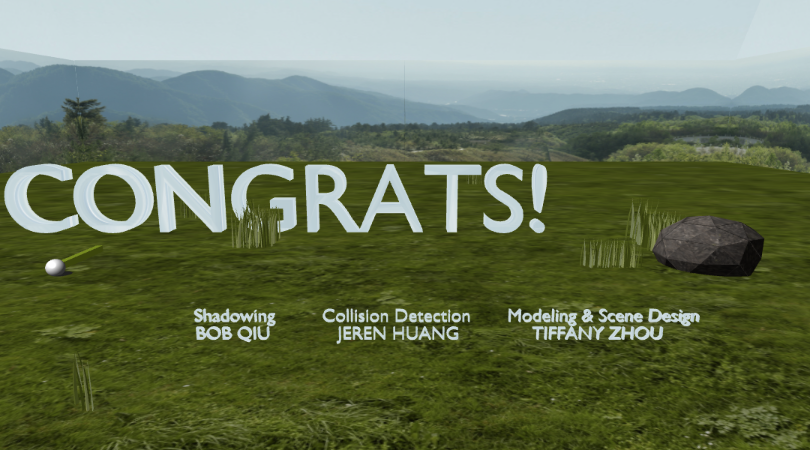 CONGRATS!
Shadowing
BOB QIU
Collision Detection
JEREN HUANG
Modeling & Scene Design
TIFFANY ZHOU